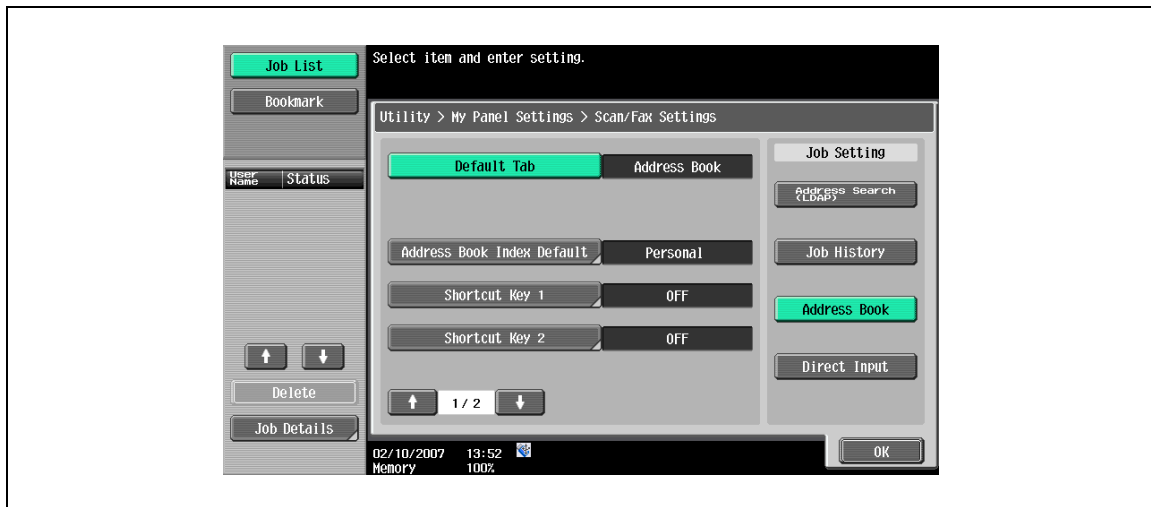 Job List
Bookmark
User Name Status
Delete
Job Details
Select item and enter setting.
Utility > My Panel Settings > Scan/Fax Settings
Default Tab Address Book
Address Book Index Default Personal
Shortcut Key 1 OFF
Shortcut Key 2 OFF
1/ 2
Job Setting
Address Search
(LDAP)
Job History
Address Book
Direct Input
02/10/2007 13:52
Memory 100%
OK